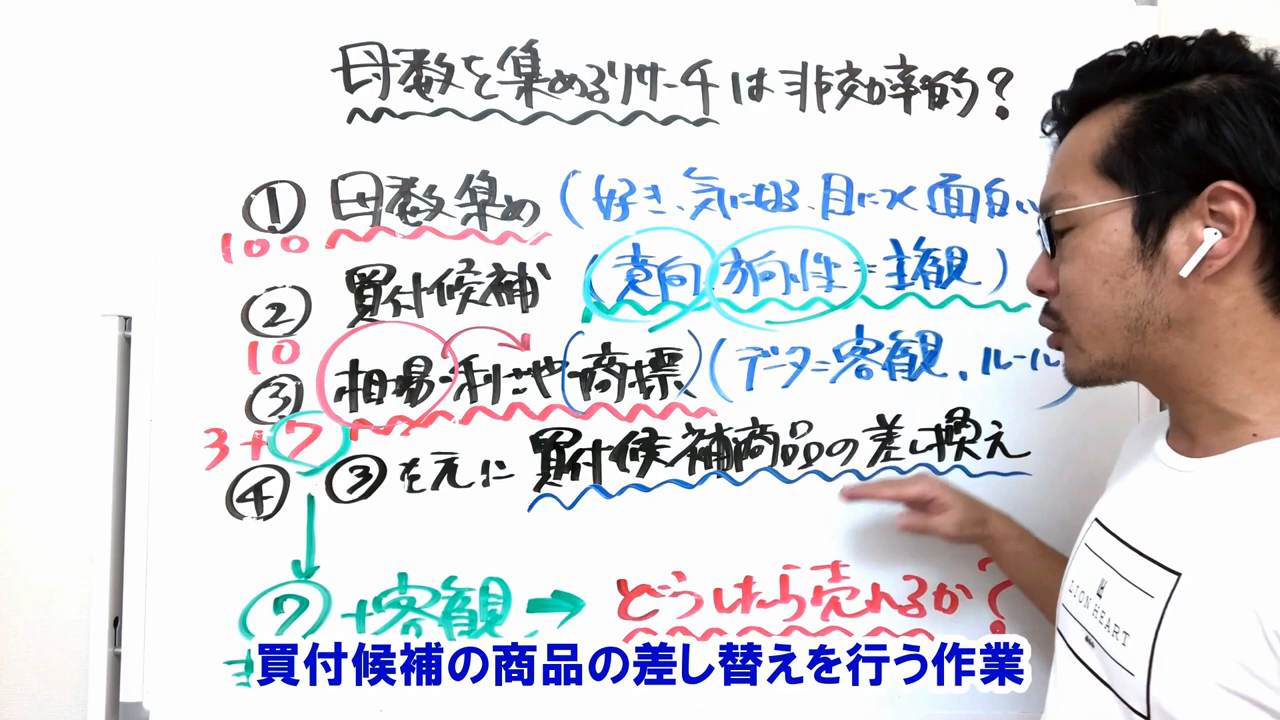 母数を集めるリサーチは非効率的?
① 母数集め (好き、気になる、目につく 面白い
100
② 買付候補 (意向、方向性=主観)
10
③ 相場・利ざや・商標 (データ=客観、ルール
3+7
④ ③を元に 買付候補商品の差し換え
⑦+客観 → どうしたら売れるか?
買付候補の商品の差し替えを行う作業
LION HEART